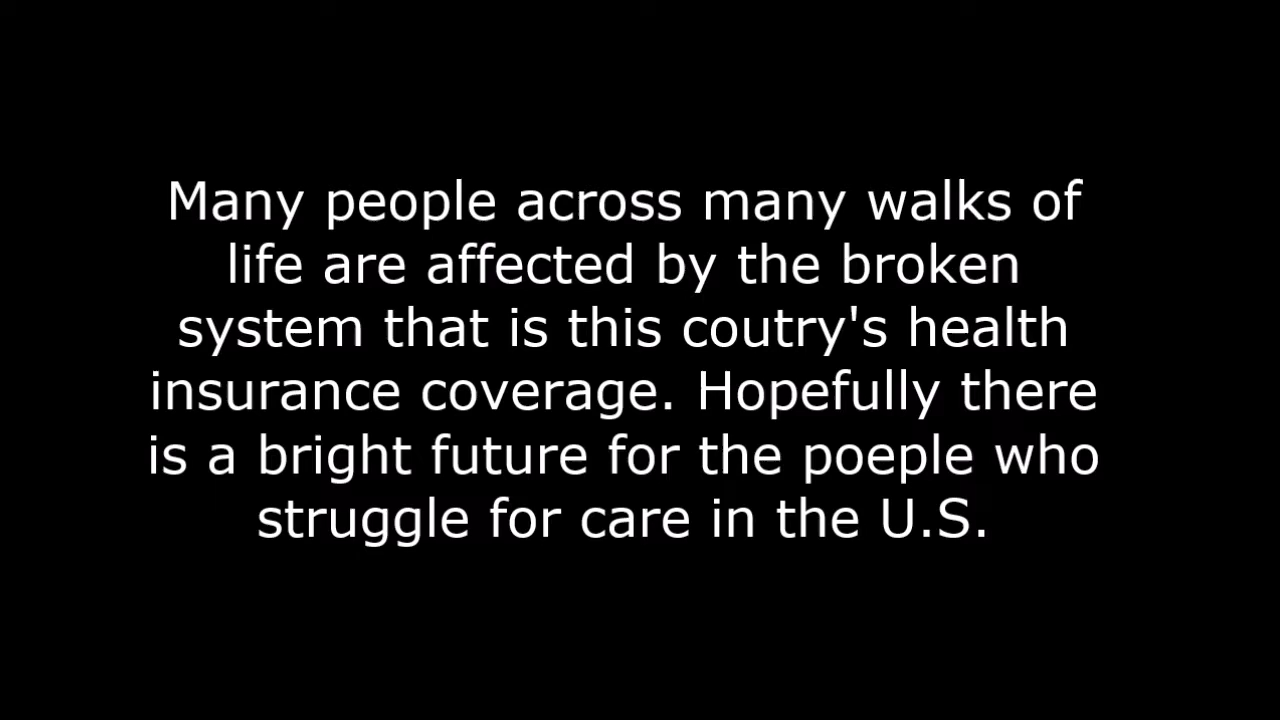 Many people across many walks of
life are affected by the broken
system that is this coutry's health
insurance coverage. Hopefully there
is a bright future for the poeple who
struggle for care in the U.S.